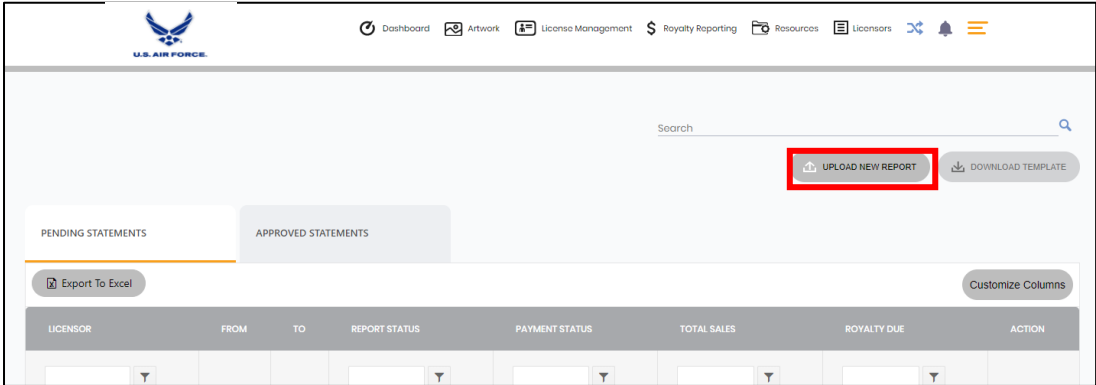 U.S. AIR FORCE.
Dashboard Artwork License Management $ Royalty Reporting Resources Licensors
Search
UPLOAD NEW REPORT DOWNLOAD TEMPLATE
PENDING STATEMENTS APPROVED STATEMENTS
Export To Excel Customize Columns
LICENSOR FROM TO REPORT STATUS PAYMENT STATUS TOTAL SALES ROYALTY DUE ACTION